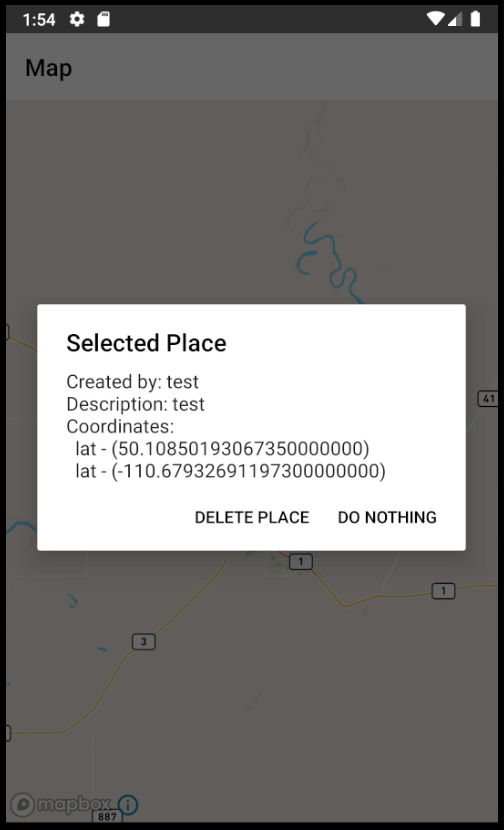 1:54
Map
41
Selected Place
Created by: test
Description: test
Coordinates:
lat - (50.10850193067350000000)
lat - (-110.67932691197300000000)
DELETE PLACE DO NOTHING
1
1
3
mapbox
887